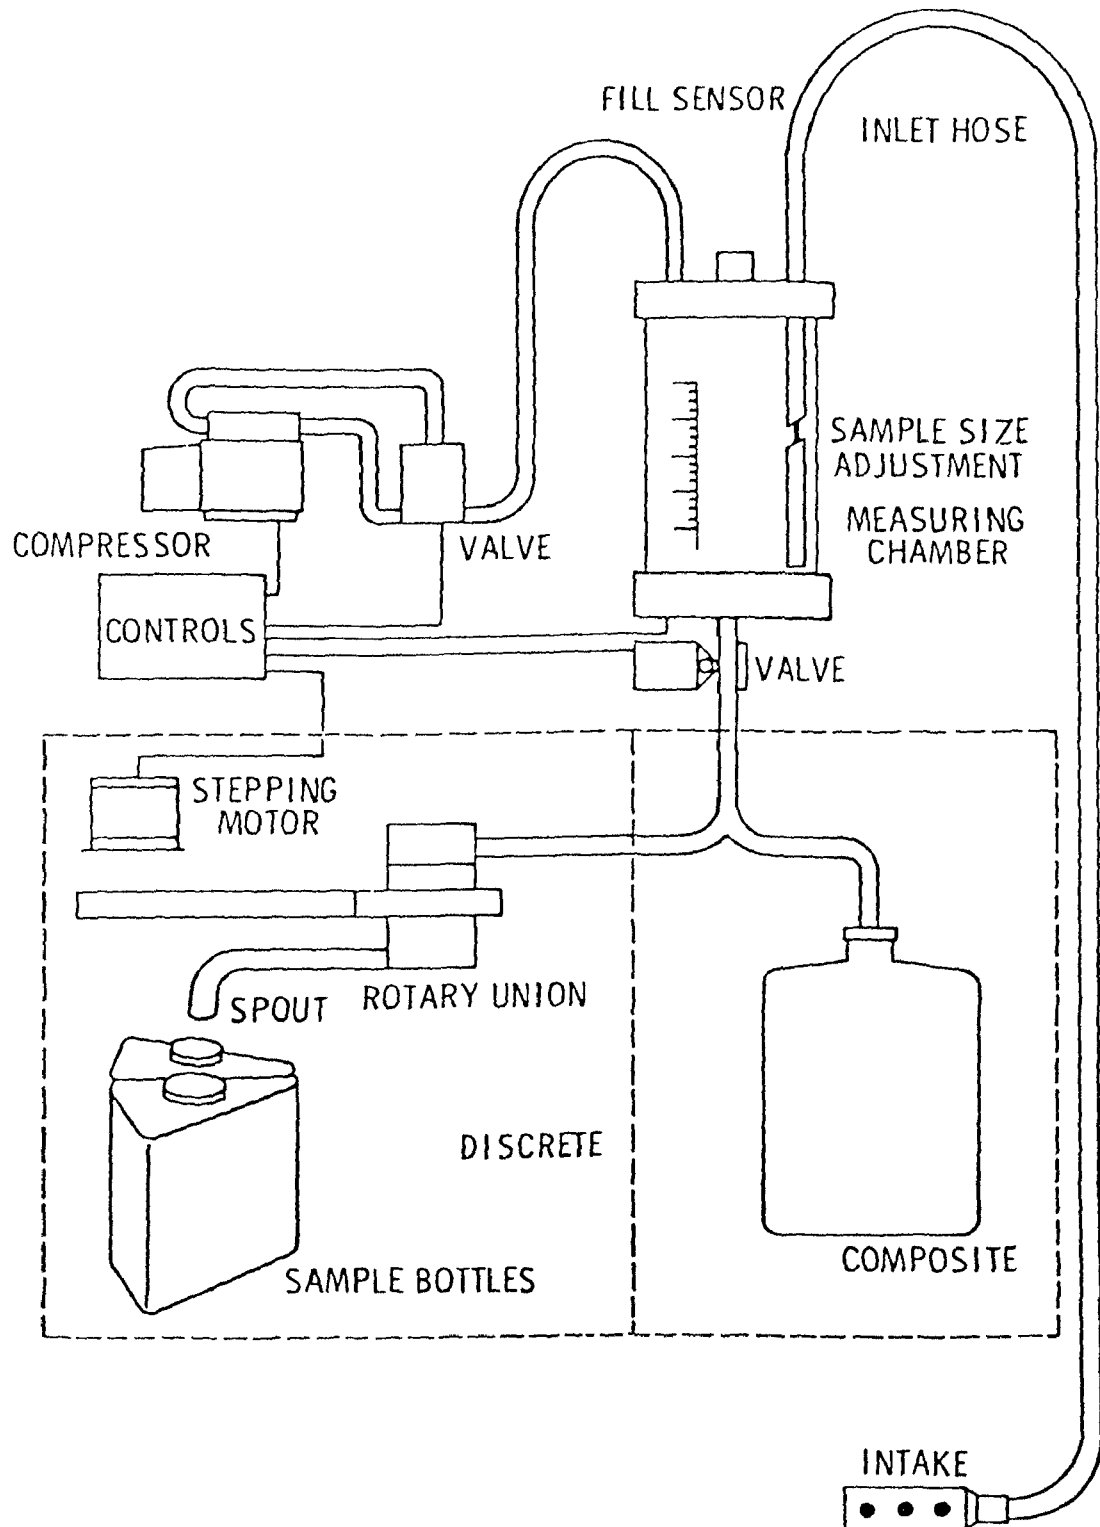 FILL SENSOR
INLET HOSE
SAMPLE SIZE
ADJUSTMENT
MEASURING
CHAMBER
COMPRESSOR
VALVE
CONTROLS
VALVE
STEPPING
MOTOR
SPOUT
ROTARY UNION
DISCRETE
SAMPLE BOTTLES
COMPOSITE
INTAKE